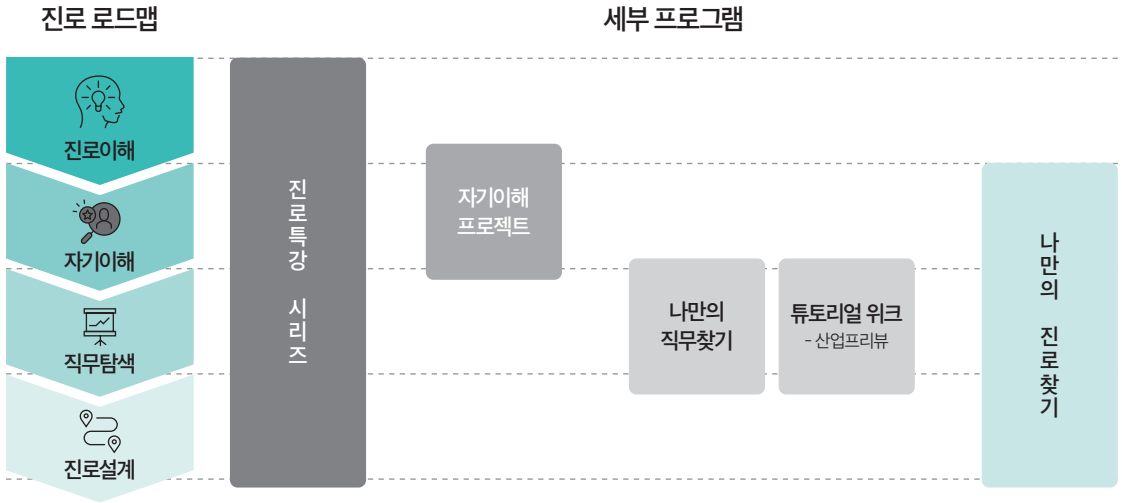 진로 로드맵
세부 프로그램
진로이해
자기이해
직무탐색
진로설계
진로특강 시리즈
자기이해
프로젝트
나만의
직무찾기
튜토리얼 위크
- 산업프리뷰
나만의 진로찾기